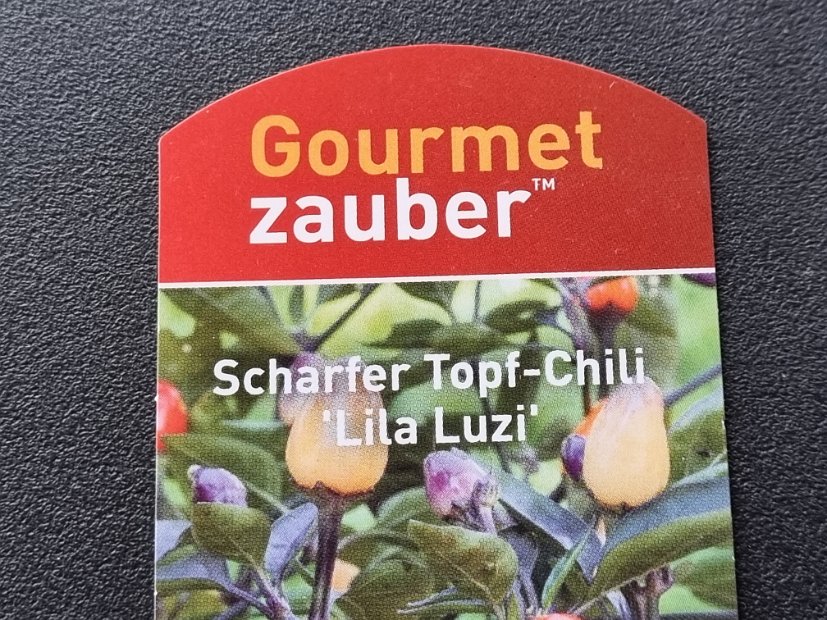 Gourmet
zauber™
Scharfer Topf-Chili
'Lila Luzi'